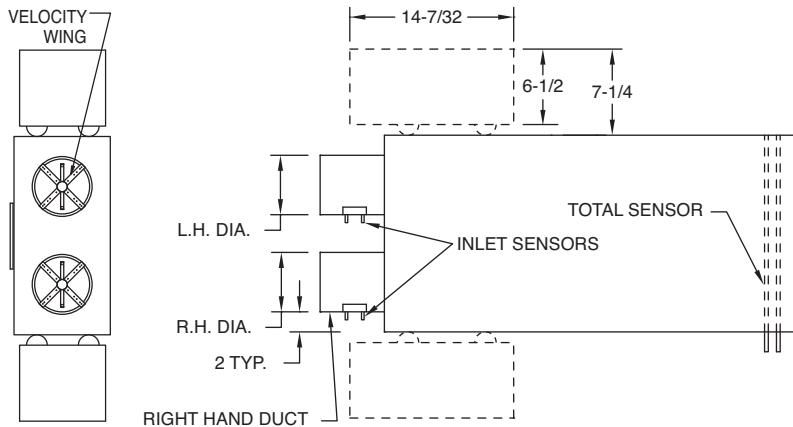 VELOCITY
WING
14-7/32
6-1/2
7-1/4
L.H. DIA.
INLET SENSORS
TOTAL SENSOR
R.H. DIA.
2 TYP.
RIGHT HAND DUCT